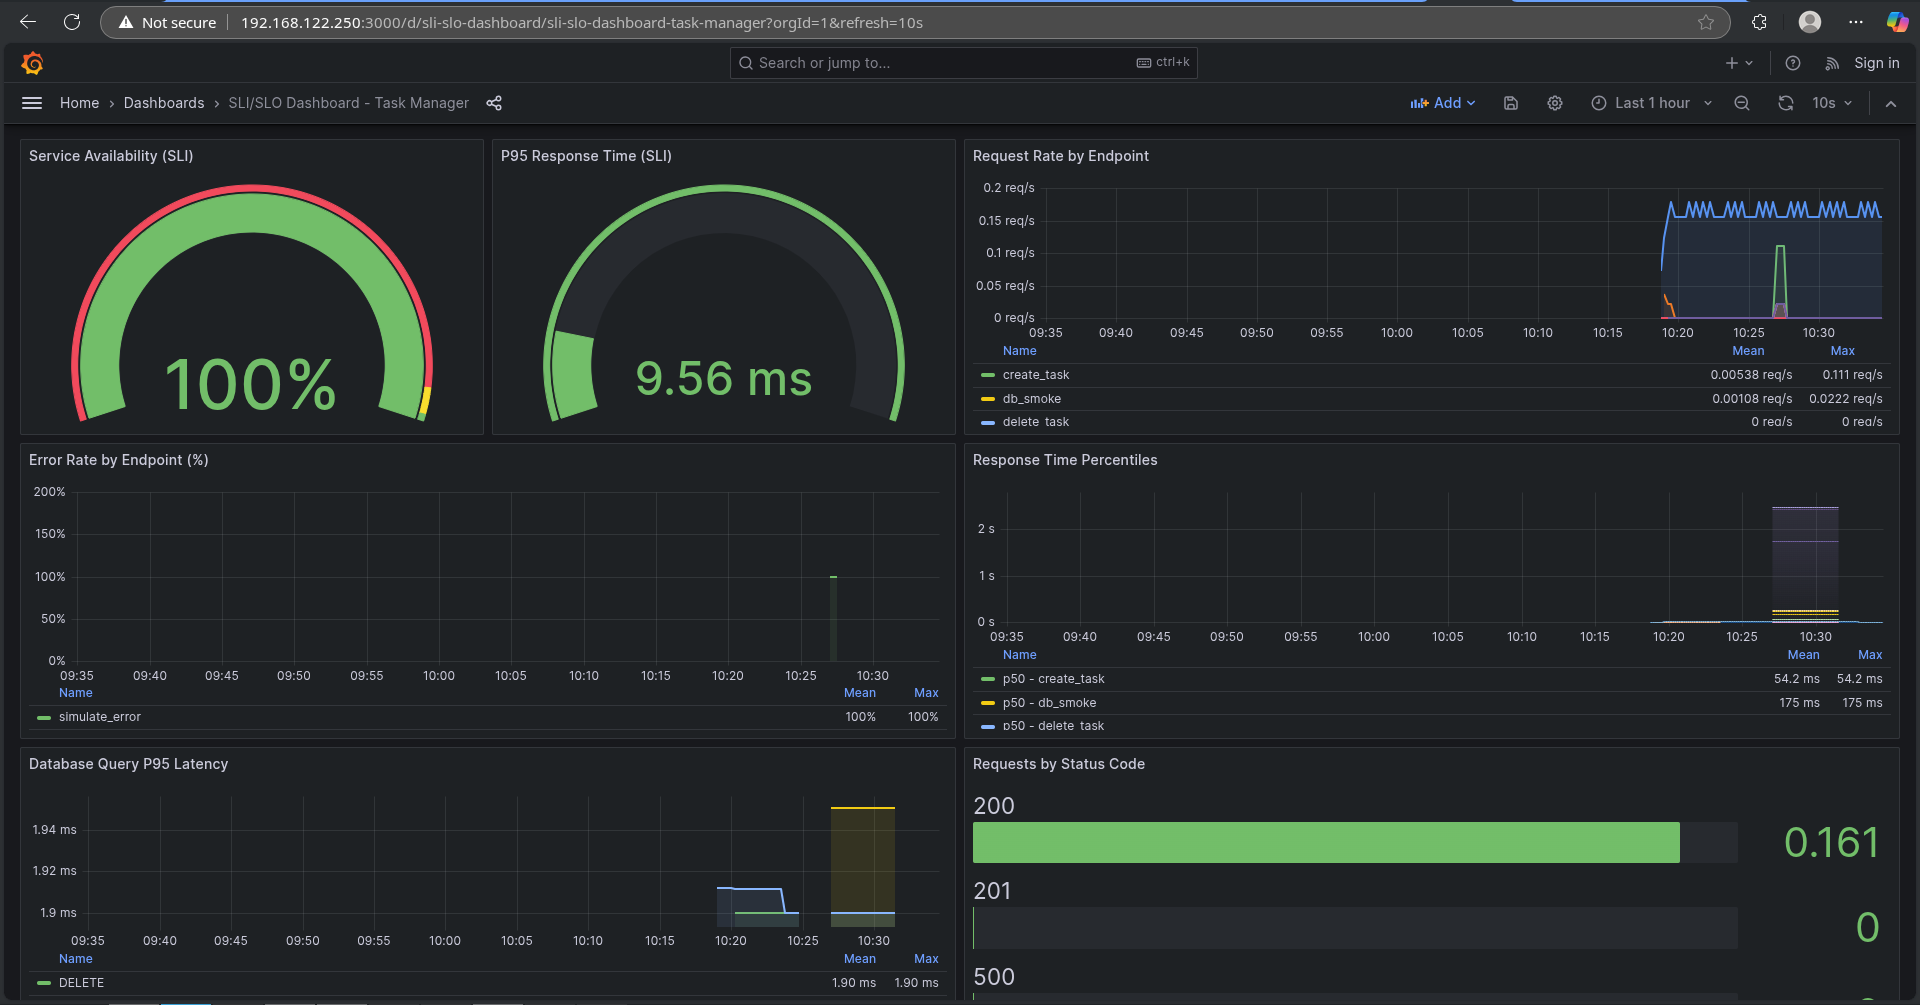 Not secure
192.168.122.250:3000/d/sli-slo-dashboard/sli-slo-dashboard-task-manager?orgId=1&refresh=10s
Search or jump to...
ctrl+k
Sign in
Home › Dashboards › SLI/SLO Dashboard - Task Manager
Add
Last 1 hour
10s
Service Availability (SLI)
100%
P95 Response Time (SLI)
9.56 ms
Request Rate by Endpoint
0.2 req/s
0.15 req/s
0.1 req/s
0.05 req/s
0 req/s
09:35 09:40 09:45 09:50 09:55 10:00 10:05 10:10 10:15 10:20 10:25 10:30
Name Mean Max
create_task 0.00538 req/s 0.111 req/s
db_smoke 0.00108 req/s 0.0222 req/s
delete_task 0 req/s 0 req/s
Error Rate by Endpoint (%)
200%
150%
100%
50%
0%
09:35 09:40 09:45 09:50 09:55 10:00 10:05 10:10 10:15 10:20 10:25 10:30
Name Mean Max
simulate_error 100% 100%
Response Time Percentiles
2 s
1 s
0 s
09:35 09:40 09:45 09:50 09:55 10:00 10:05 10:10 10:15 10:20 10:25 10:30
Name Mean Max
p50 - create_task 54.2 ms 54.2 ms
p50 - db_smoke 175 ms 175 ms
p50 - delete_task
Database Query P95 Latency
1.94 ms
1.92 ms
1.9 ms
09:35 09:40 09:45 09:50 09:55 10:00 10:05 10:10 10:15 10:20 10:25 10:30
Name Mean Max
DELETE 1.90 ms 1.90 ms
Requests by Status Code
200
0.161
201
0
500